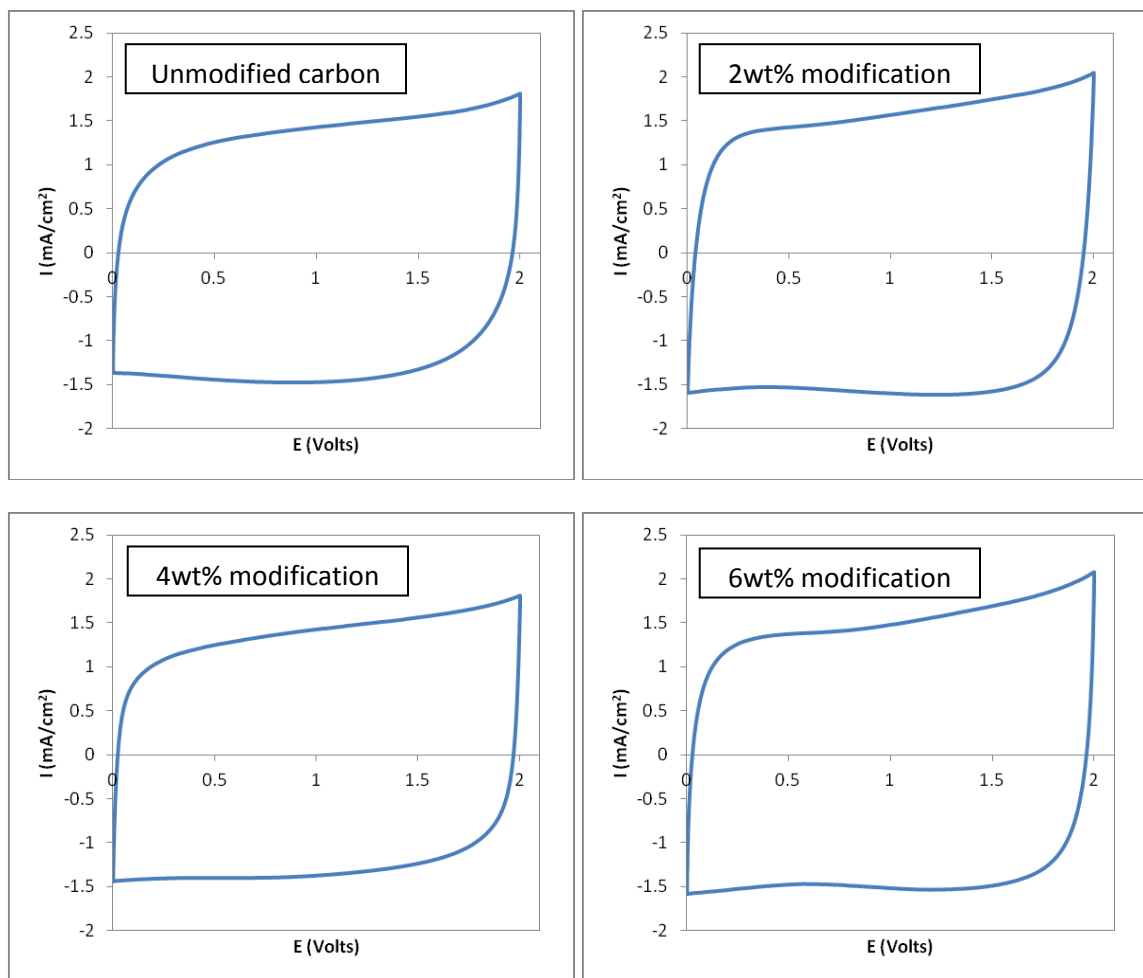 Unmodified carbon
2.5
2
1.5
1
0.5
0
-0.5
-1
-1.5
-2
0 0.5 1 1.5 2
I (mA/cm²)
E (Volts)
2wt% modification
2.5
2
1.5
1
0.5
0
-0.5
-1
-1.5
-2
0 0.5 1 1.5 2
I (mA/cm²)
E (Volts)
4wt% modification
2.5
2
1.5
1
0.5
0
-0.5
-1
-1.5
-2
0 0.5 1 1.5 2
I (mA/cm²)
E (Volts)
6wt% modification
2.5
2
1.5
1
0.5
0
-0.5
-1
-1.5
-2
0 0.5 1 1.5 2
I (mA/cm²)
E (Volts)